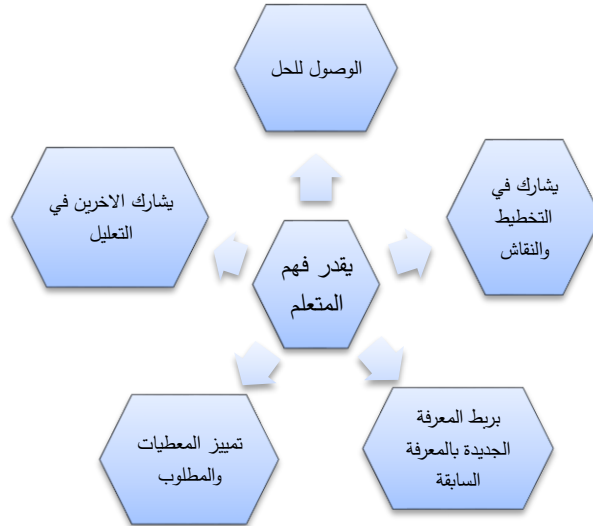 الوصول للحل
يشارك في
التخطيط
والنقاش
يشارك الاخرين في
التعليل
يقدر فهم
المتعلم
بربط المعرفة
الجديدة بالمعرفة
السابقة
تمييز المعطيات
والمطلوب